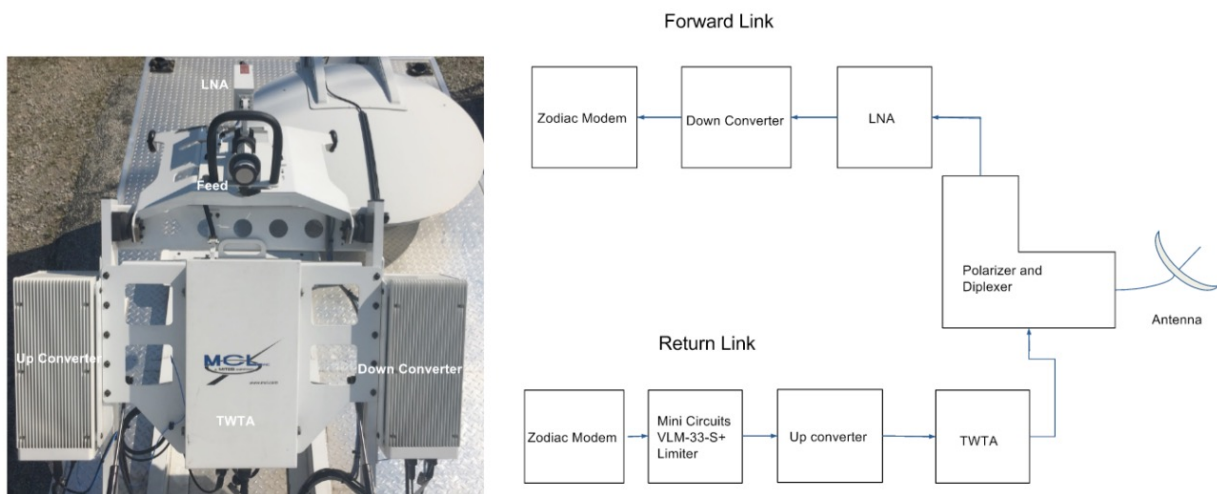 LNA
Feed
Up Converter
MCL
Down Converter
TWTA
Forward Link
Zodiac Modem
Down Converter
LNA
Polarizer and
Diplexer
Antenna
Return Link
Zodiac Modem
Mini Circuits
VLM-33-S+
Limiter
Up converter
TWTA